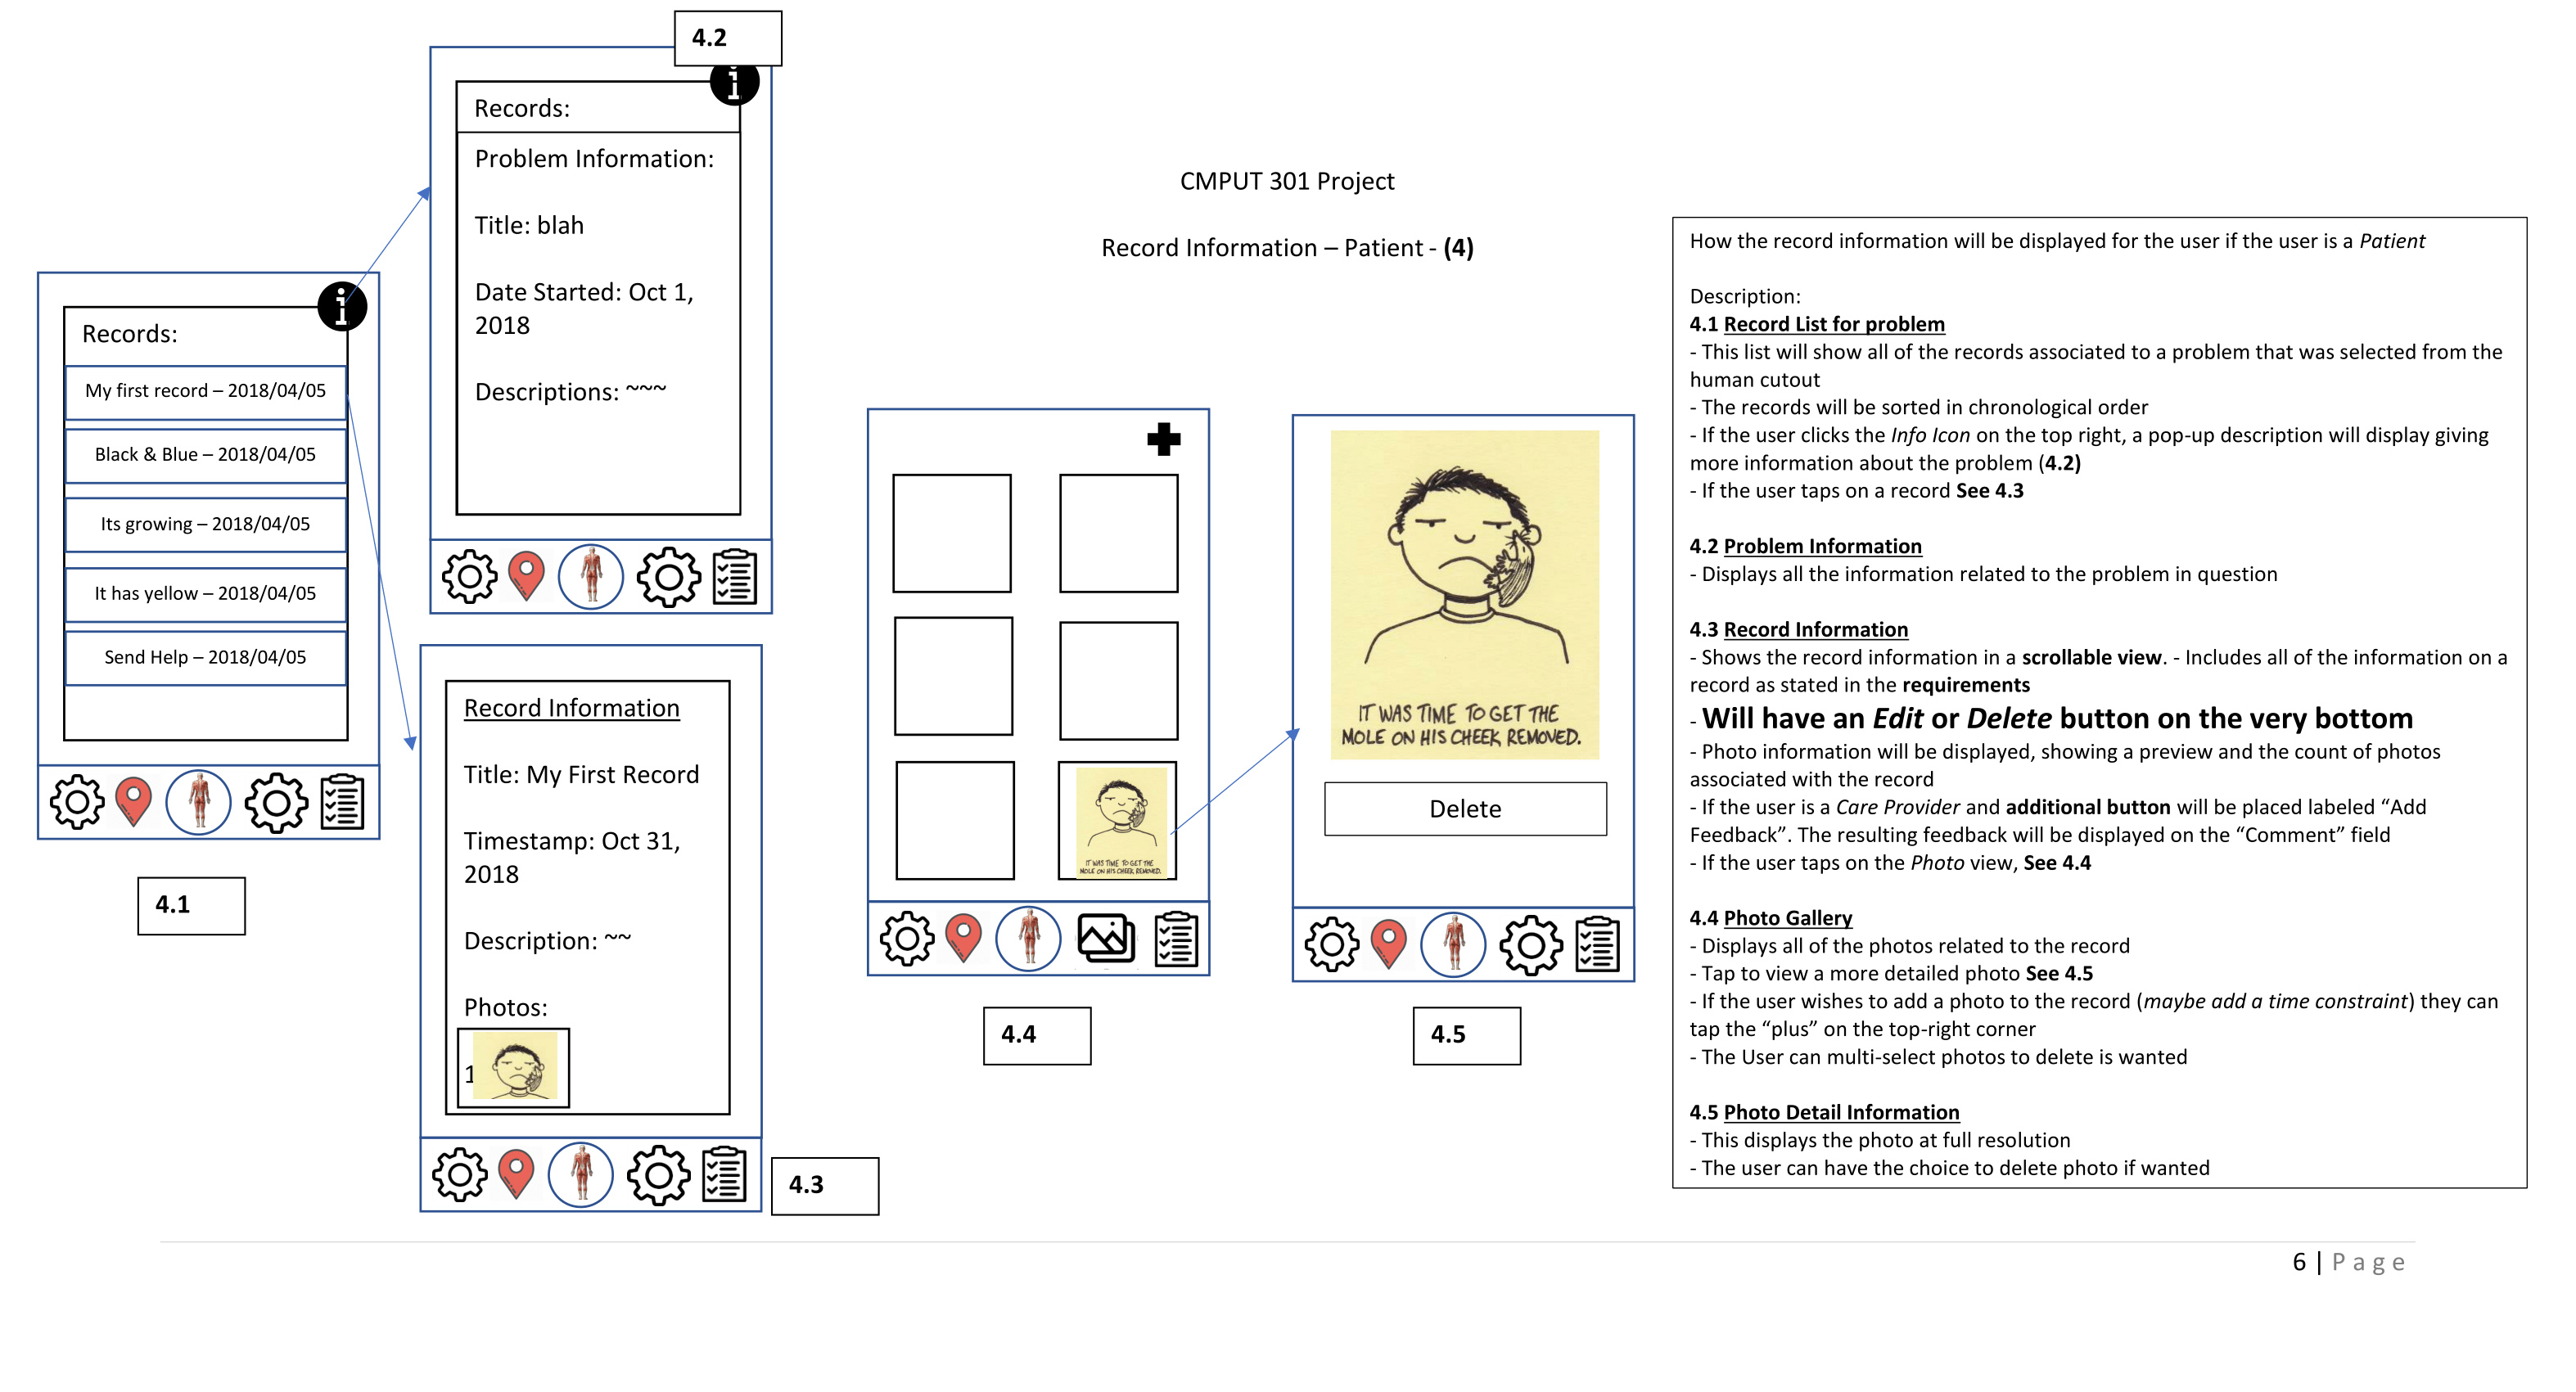 4.2
Records:
Problem Information:
Title: blah
Date Started: Oct 1,
2018
Descriptions: ~~~
CMPUT 301 Project
Record Information – Patient - (4)
Records:
My first record – 2018/04/05
Black & Blue – 2018/04/05
Its growing – 2018/04/05
It has yellow – 2018/04/05
Send Help – 2018/04/05
4.1
Record Information
Title: My First Record
Timestamp: Oct 31,
2018
Description: ~~
Photos:
1
4.3
IT WAS TIME TO GET THE
MOLE ON HIS CHEEK REMOVED.
4.4
IT WAS TIME TO GET THE
MOLE ON HIS CHEEK REMOVED.
Delete
4.5
How the record information will be displayed for the user if the user is a Patient
Description:
4.1 Record List for problem
- This list will show all of the records associated to a problem that was selected from the
human cutout
- The records will be sorted in chronological order
- If the user clicks the Info Icon on the top right, a pop-up description will display giving
more information about the problem (4.2)
- If the user taps on a record See 4.3
4.2 Problem Information
- Displays all the information related to the problem in question
4.3 Record Information
- Shows the record information in a scrollable view. - Includes all of the information on a
record as stated in the requirements
- Will have an Edit or Delete button on the very bottom
- Photo information will be displayed, showing a preview and the count of photos
associated with the record
- If the user is a Care Provider and additional button will be placed labeled “Add
Feedback”. The resulting feedback will be displayed on the “Comment” field
- If the user taps on the Photo view, See 4.4
4.4 Photo Gallery
- Displays all of the photos related to the record
- Tap to view a more detailed photo See 4.5
- If the user wishes to add a photo to the record (maybe add a time constraint) they can
tap the “plus” on the top-right corner
- The User can multi-select photos to delete is wanted
4.5 Photo Detail Information
- This displays the photo at full resolution
- The user can have the choice to delete photo if wanted
6 | Page